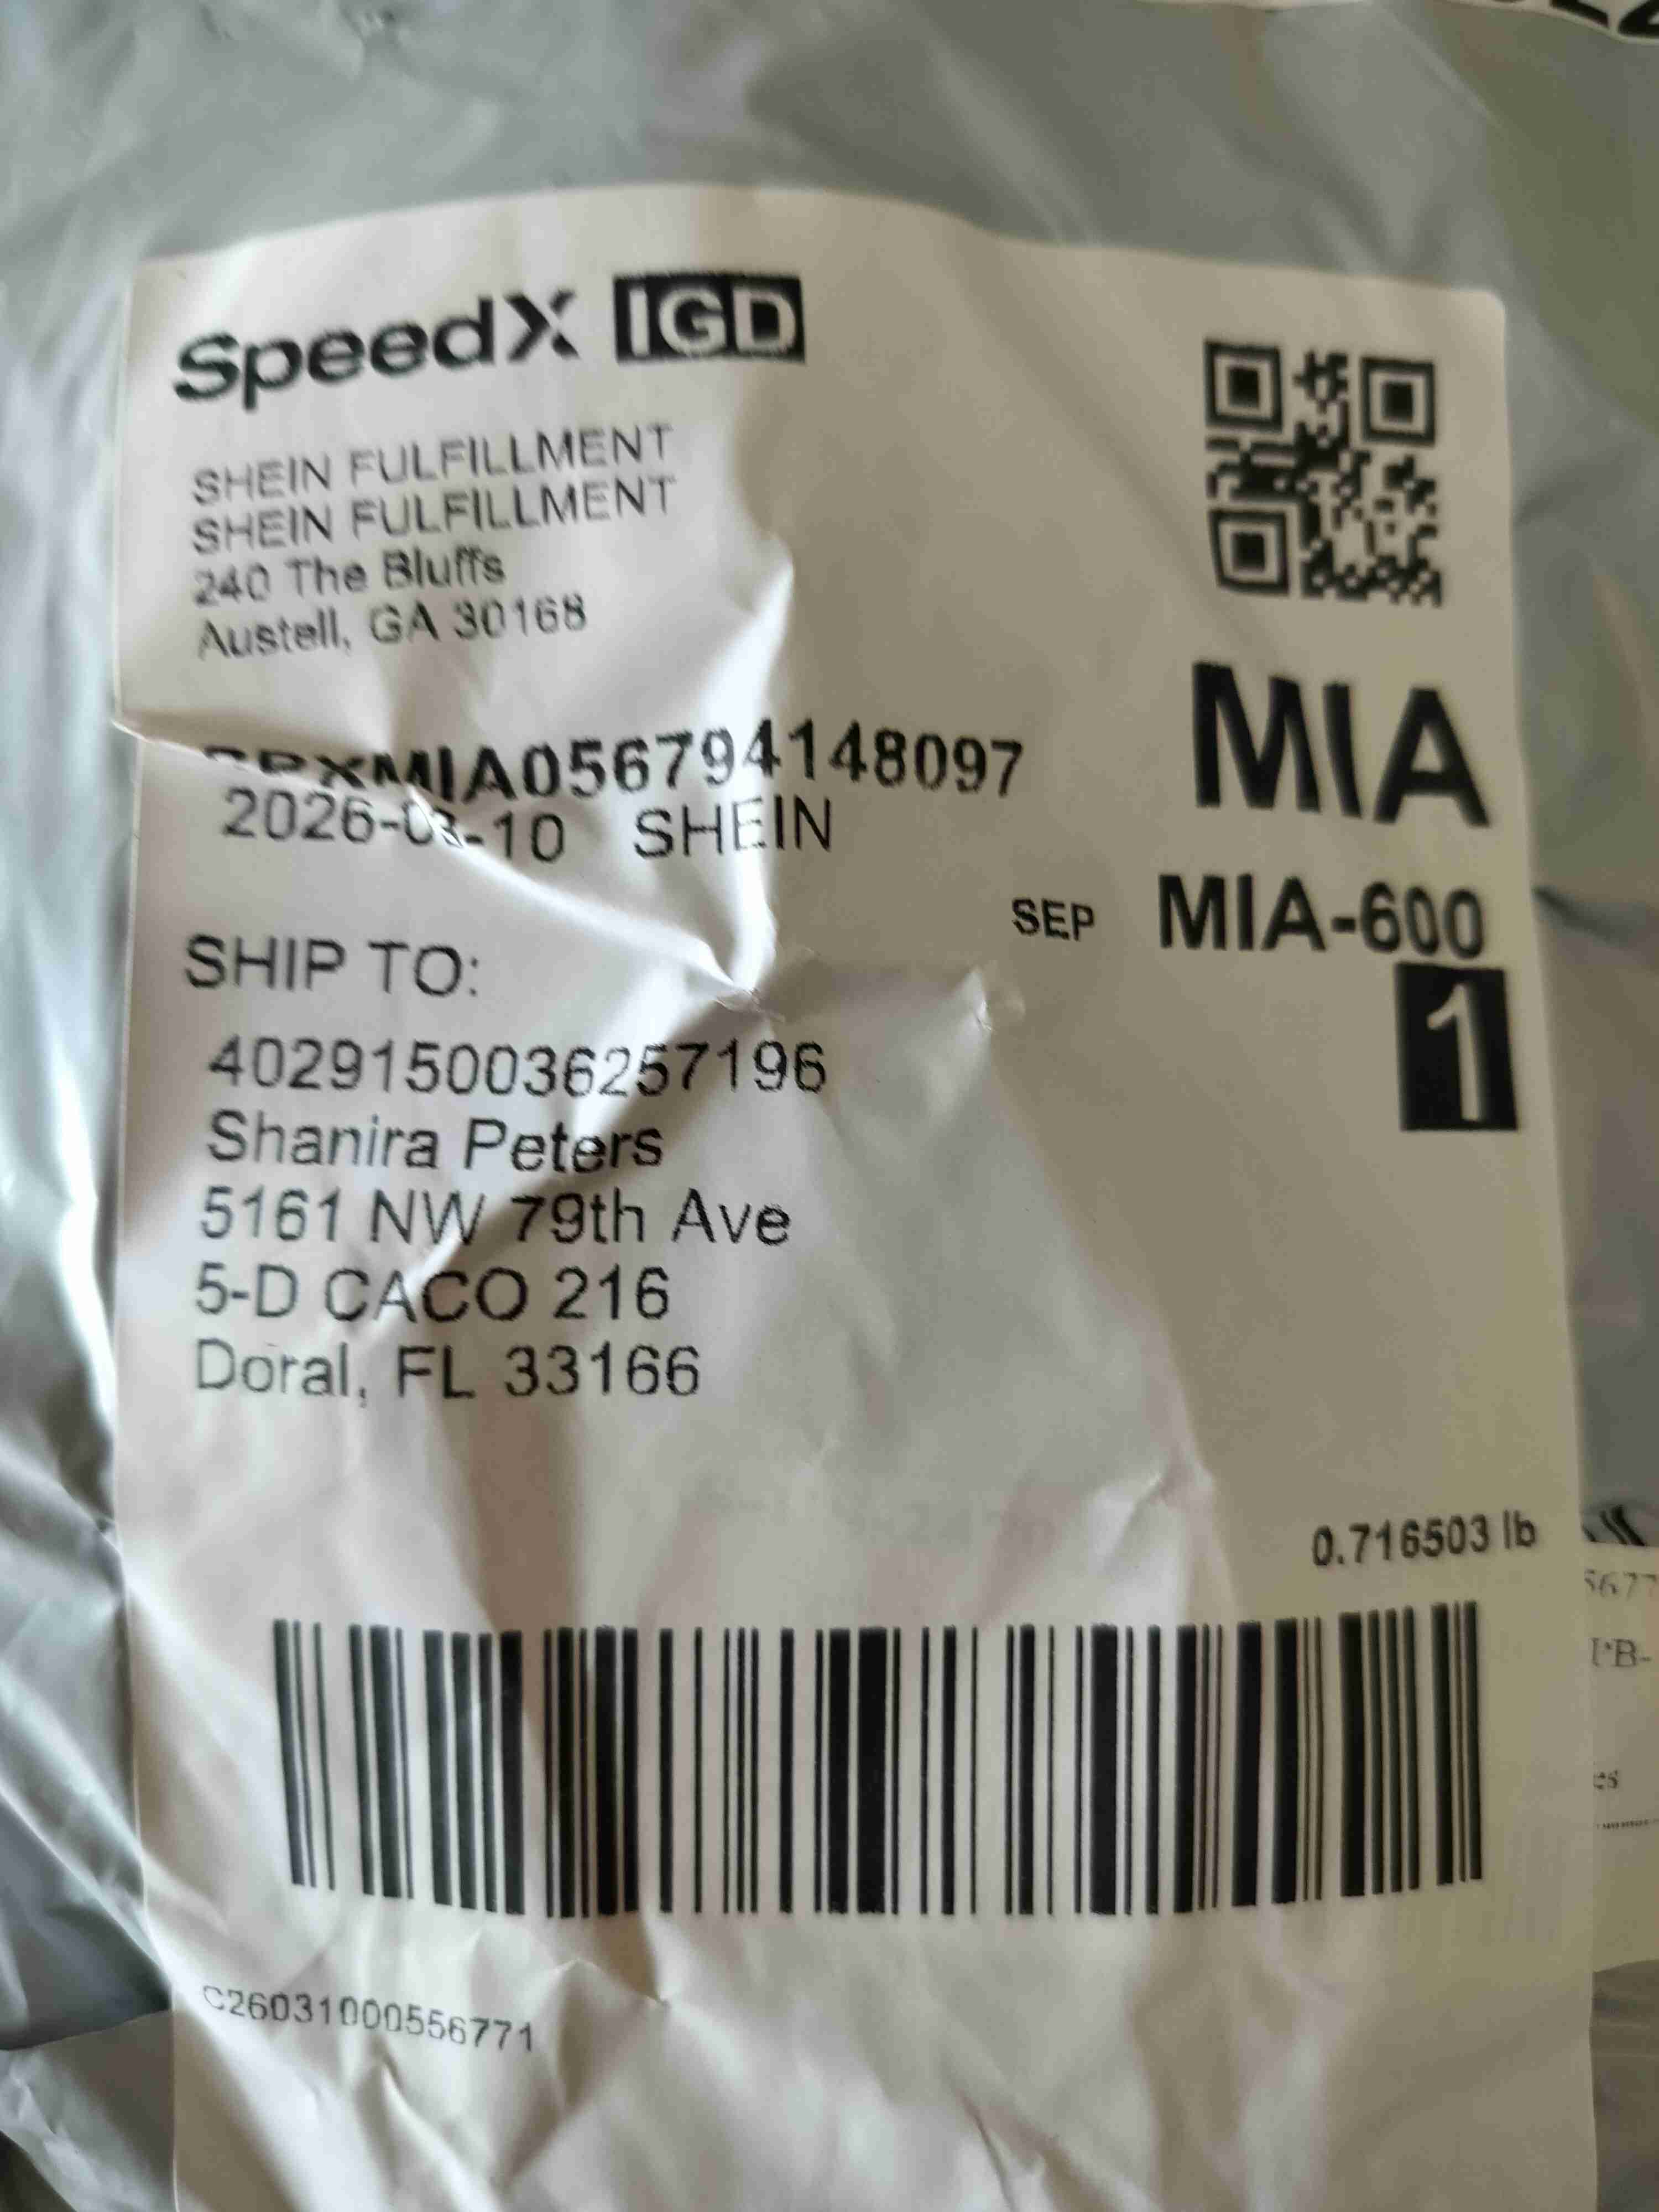 SpeedX IGD
SHEIN FULFILLMENT
SHEIN FULFILLMENT
240 The Bluffs
Austell, GA 30168
MIA
2026-03-10 SHEIN
SEP MIA-600
1
SHIP TO:
4029150036257196
Shanira Peters
5161 NW 79th Ave
5-D CACO 216
Doral, FL 33166
0.716503 lb
C26031000556771